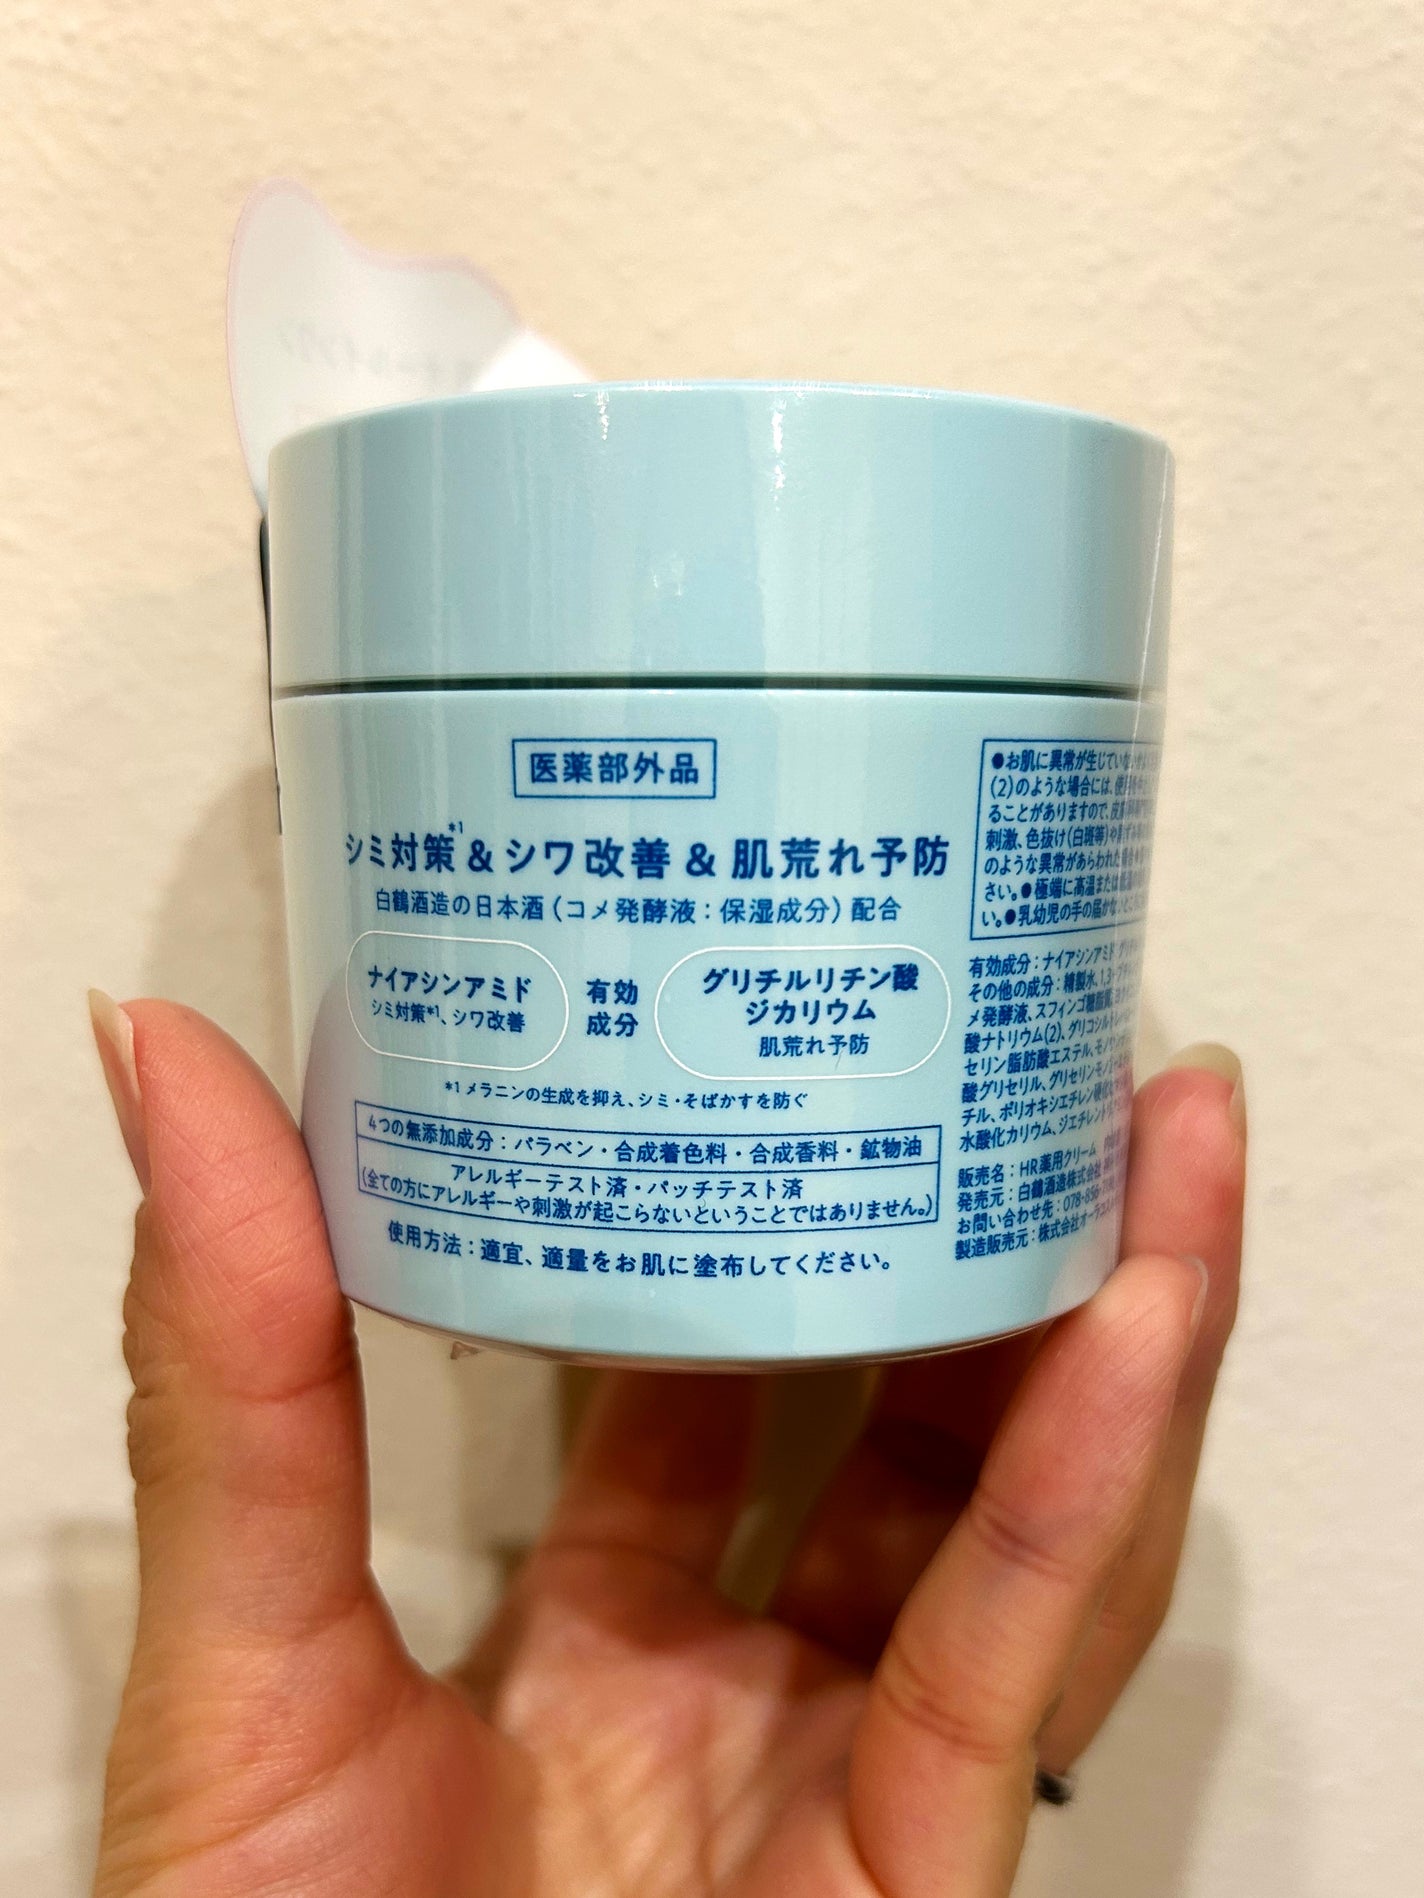 医薬部外品
シミ対策*1&シワ改善&肌荒れ予防
白鶴酒造の日本酒(コメ発酵液:保湿成分)配合
ナイアシンアミド
シミ対策*1、シワ改善
有効
成分
グリチルリチン酸
ジカリウム
肌荒れ予防
*1 メラニンの生成を抑え、シミ・そばかすを防ぐ
4つの無添加成分:パラベン・合成着色料・合成香料・鉱物油
アレルギーテスト済・パッチテスト済
(全ての方にアレルギーや刺激が起こらないということではありません。)
使用方法:適宜、適量をお肌に塗布してください。
●お肌に異常が生じていないか
(2)のような場合には、使用
ることがありますので、皮膚科
刺激、色抜け(白斑等)や
のような異常があらわれた場合
さい。●極端に高温または
い。●乳幼児の手の届かない
有効成分:ナイアシンアミド、
その他の成分:精製水、1,3-
メ発酵液、スフィンゴ糖脂質、
酸ナトリウム(2)、グリコシル
セリン脂肪酸エステル、モノ
酸グリセリル、グリセリンモノ
チル、ポリオキシエチレン硬化
水酸化カリウム、ジエチレント
販売名:HR薬用クリーム
発売元:白鶴酒造株式会社
お問い合わせ先:078-856-
製造販売元:株式会社